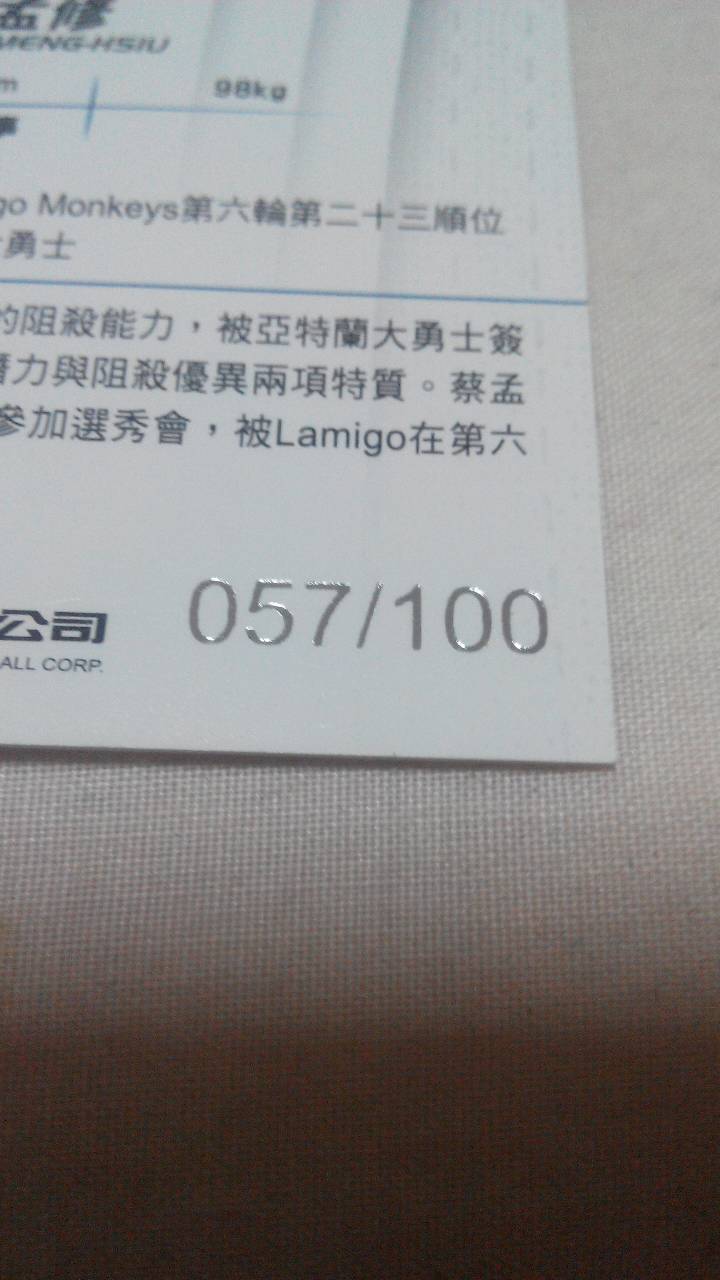 孟修
MENG-HSIU
m 98kg
事
go Monkeys第六輪第二十三順位
勇士
的阻殺能力，被亞特蘭大勇士簽
潛力與阻殺優異兩項特質。蔡孟
參加選秀會，被Lamigo在第六
公司
ALL CORP.
057/100